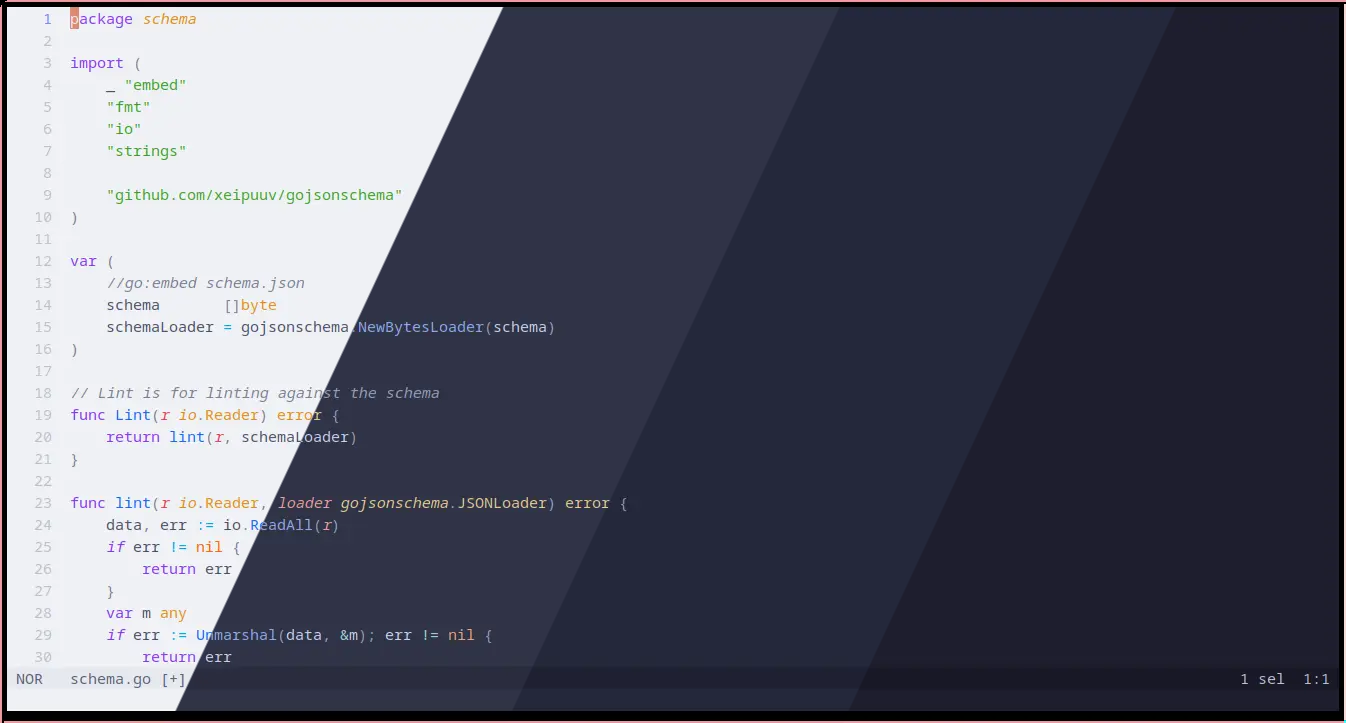 1 package schema
2
3 import (
4     _ "embed"
5     "fmt"
6     "io"
7     "strings"
8
9     "github.com/xeipuuv/gojsonschema"
10 )
11
12 var (
13     //go:embed schema.json
14     schema       []byte
15     schemaLoader = gojsonschema.NewBytesLoader(schema)
16 )
17
18 // Lint is for linting against the schema
19 func Lint(r io.Reader) error {
20     return lint(r, schemaLoader)
21 }
22
23 func lint(r io.Reader, loader gojsonschema.JSONLoader) error {
24     data, err := io.ReadAll(r)
25     if err != nil {
26         return err
27     }
28     var m any
29     if err := Unmarshal(data, &m); err != nil {
30         return err
NOR   schema.go [+]   1 sel  1:1